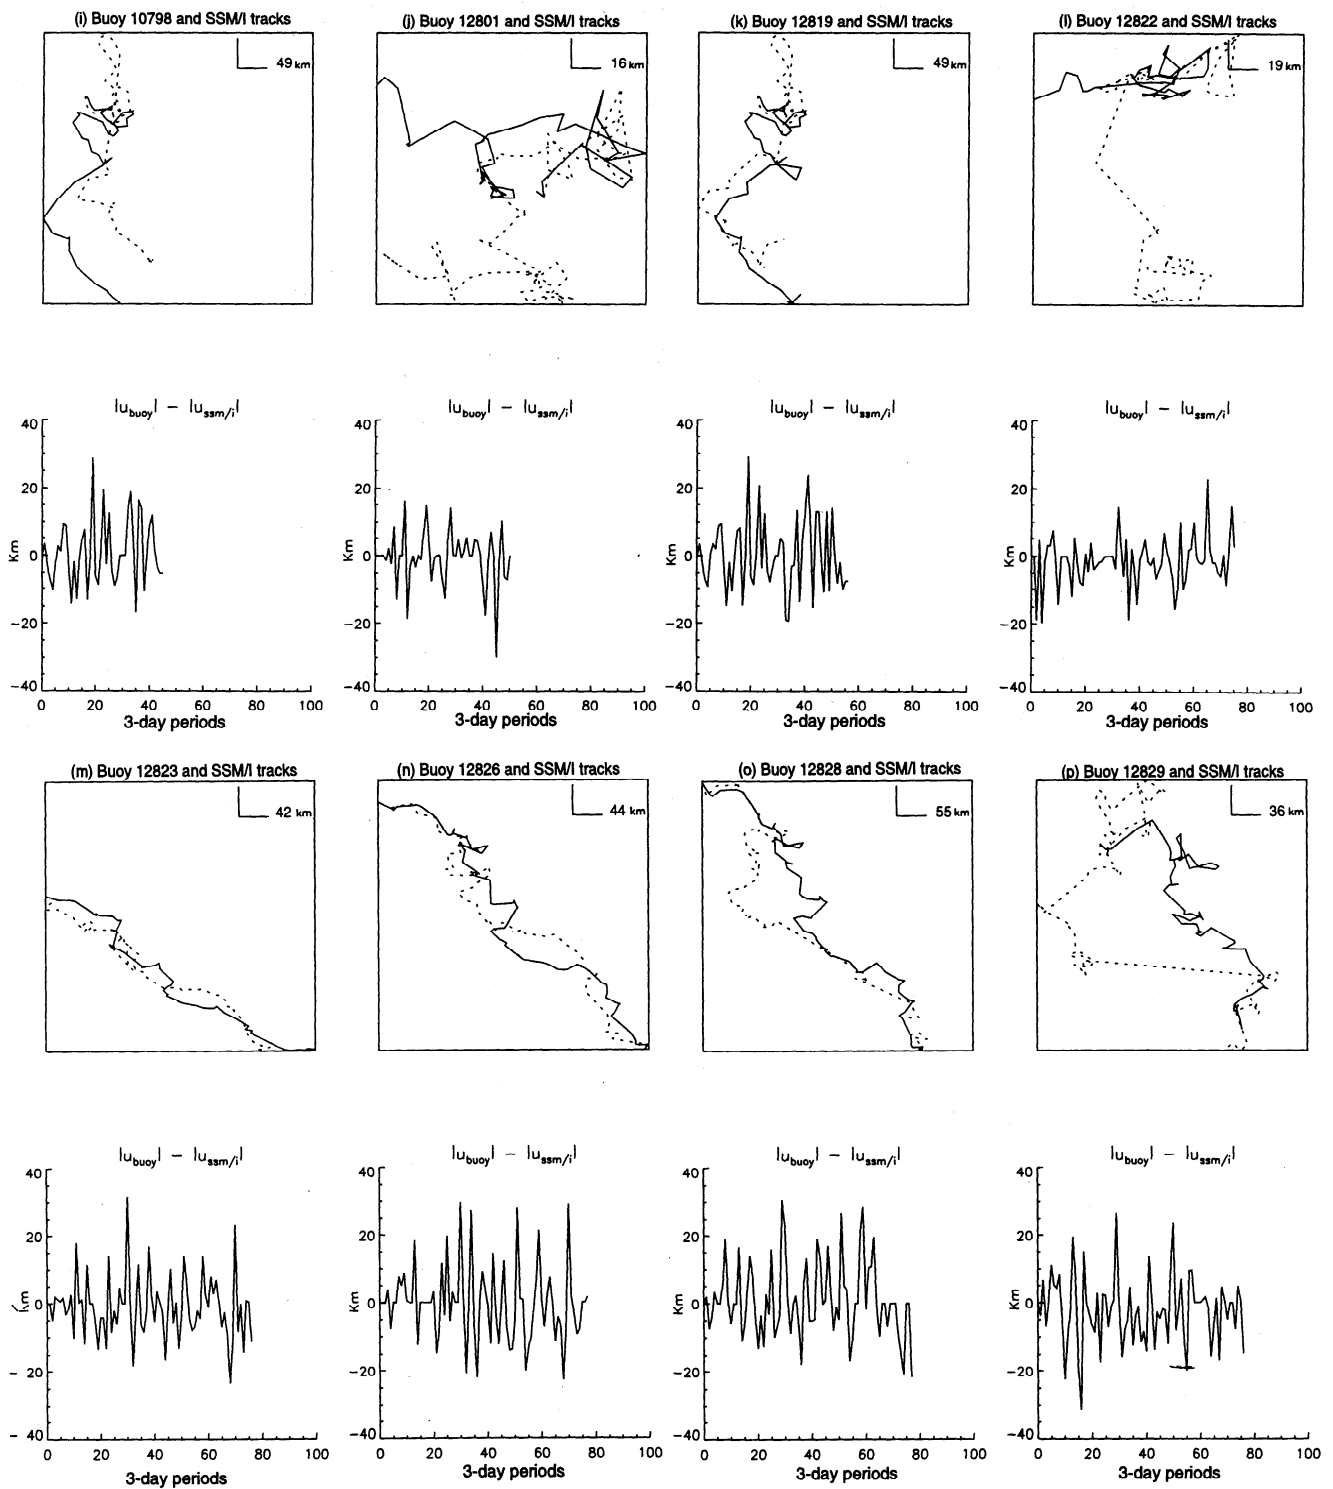 (i) Buoy 10798 and SSM/I tracks
(j) Buoy 12801 and SSM/I tracks
(k) Buoy 12819 and SSM/I tracks
(l) Buoy 12822 and SSM/I tracks
49 km
16 km
49 km
19 km
|u_buoy| − |u_ssm/i|
|u_buoy| − |u_ssm/i|
|u_buoy| − |u_ssm/i|
|u_buoy| − |u_ssm/i|
40
20
0
−20
−40
Km
0 20 40 60 80 100
3-day periods
40
20
0
−20
−40
Km
0 20 40 60 80 100
3-day periods
40
20
0
−20
−40
Km
0 20 40 60 80 100
3-day periods
40
20
0
−20
−40
Km
0 20 40 60 80 100
3-day periods
(m) Buoy 12823 and SSM/I tracks
(n) Buoy 12826 and SSM/I tracks
(o) Buoy 12828 and SSM/I tracks
(p) Buoy 12829 and SSM/I tracks
42 km
44 km
55 km
36 km
|u_buoy| − |u_ssm/i|
|u_buoy| − |u_ssm/i|
|u_buoy| − |u_ssm/i|
|u_buoy| − |u_ssm/i|
40
20
0
− 20
− 40
Km
0 20 40 60 80 100
3-day periods
40
20
0
−20
−40
Km
0 20 40 60 80 100
3-day periods
40
20
0
−20
−40
Km
0 20 40 60 80 100
3-day periods
40
20
0
−20
−40
Km
0 20 40 60 80 100
3-day periods